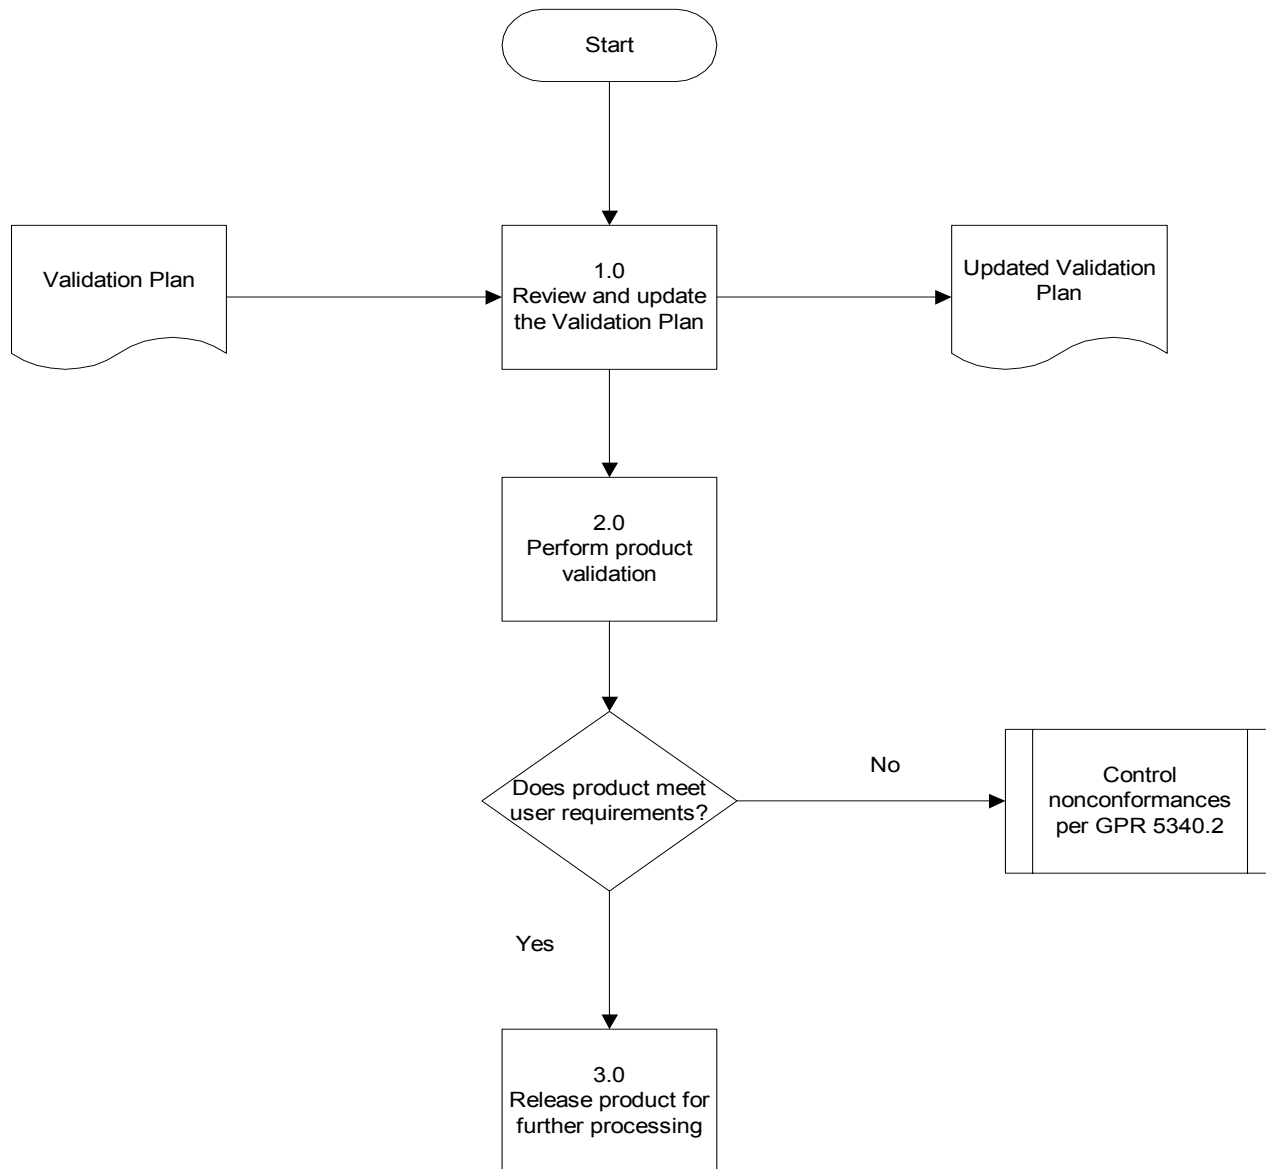 Start
Validation Plan
1.0
Review and update
the Validation Plan
Updated Validation
Plan
2.0
Perform product
validation
Does product meet
user requirements?
No
Control
nonconformances
per GPR 5340.2
Yes
3.0
Release product for
further processing